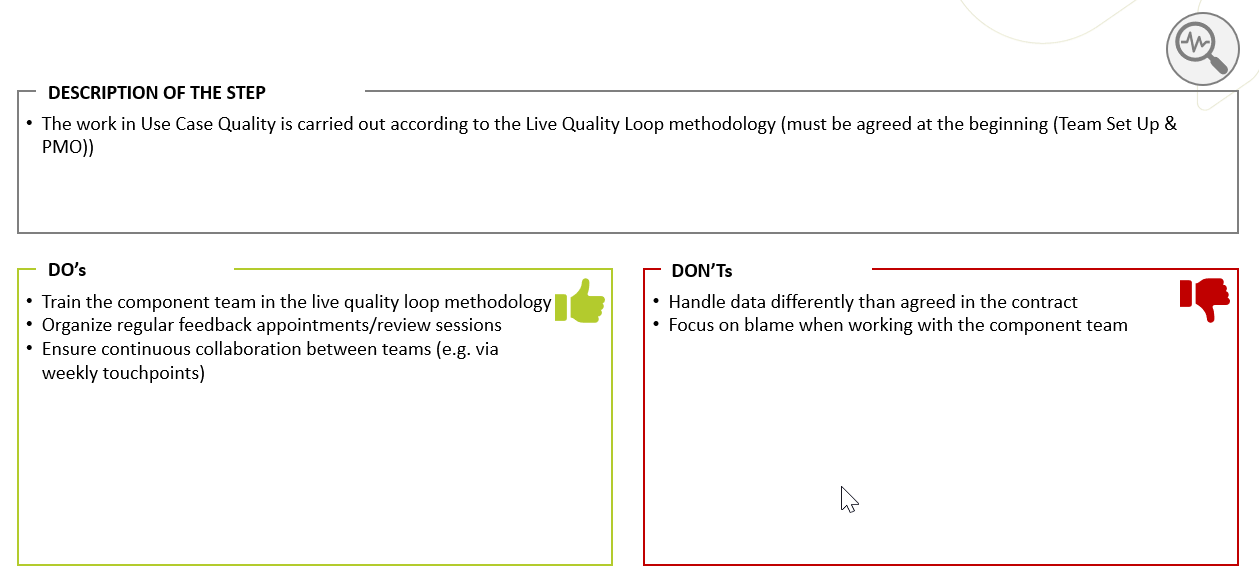 DESCRIPTION OF THE STEP
• The work in Use Case Quality is carried out according to the Live Quality Loop methodology (must be agreed at the beginning (Team Set Up &
PMO))
DO’s
• Train the component team in the live quality loop methodology
• Organize regular feedback appointments/review sessions
• Ensure continuous collaboration between teams (e.g. via
weekly touchpoints)
DON’Ts
• Handle data differently than agreed in the contract
• Focus on blame when working with the component team